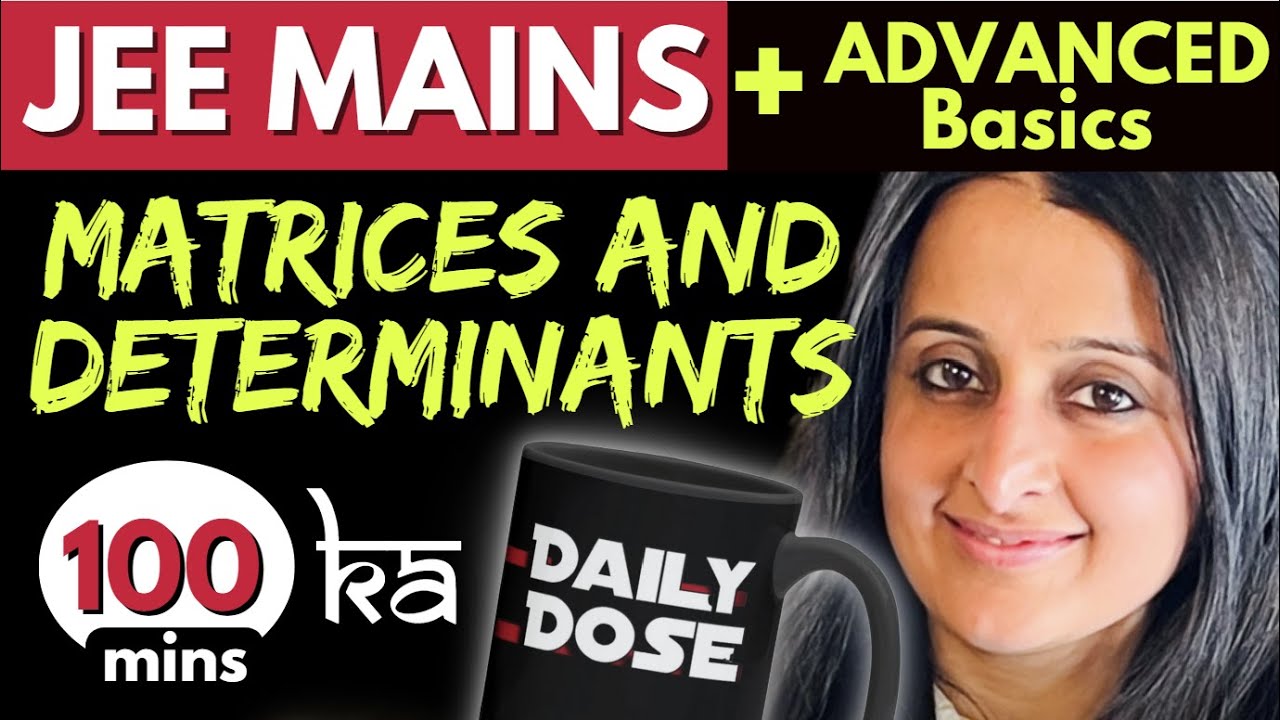 JEE MAINS
+ ADVANCED
Basics
MATRICES AND
DETERMINANTS
100
mins
ka
DAILY
DOSE